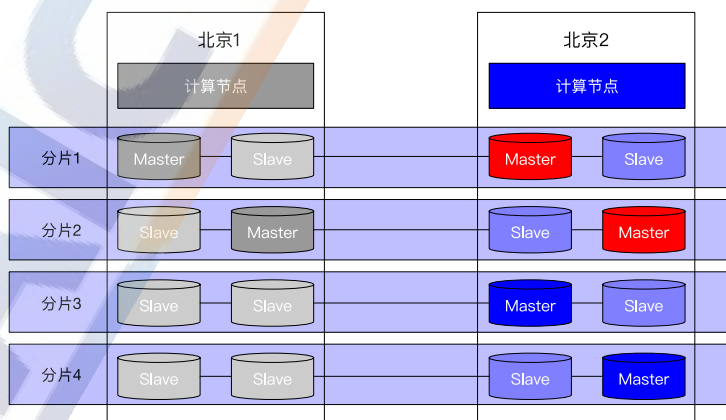 北京1 北京2
计算节点 计算节点
分片1 Master Slave Master Slave
分片2 Slave Master Slave Master
分片3 Slave Slave Master Slave
分片4 Slave Slave Slave Master